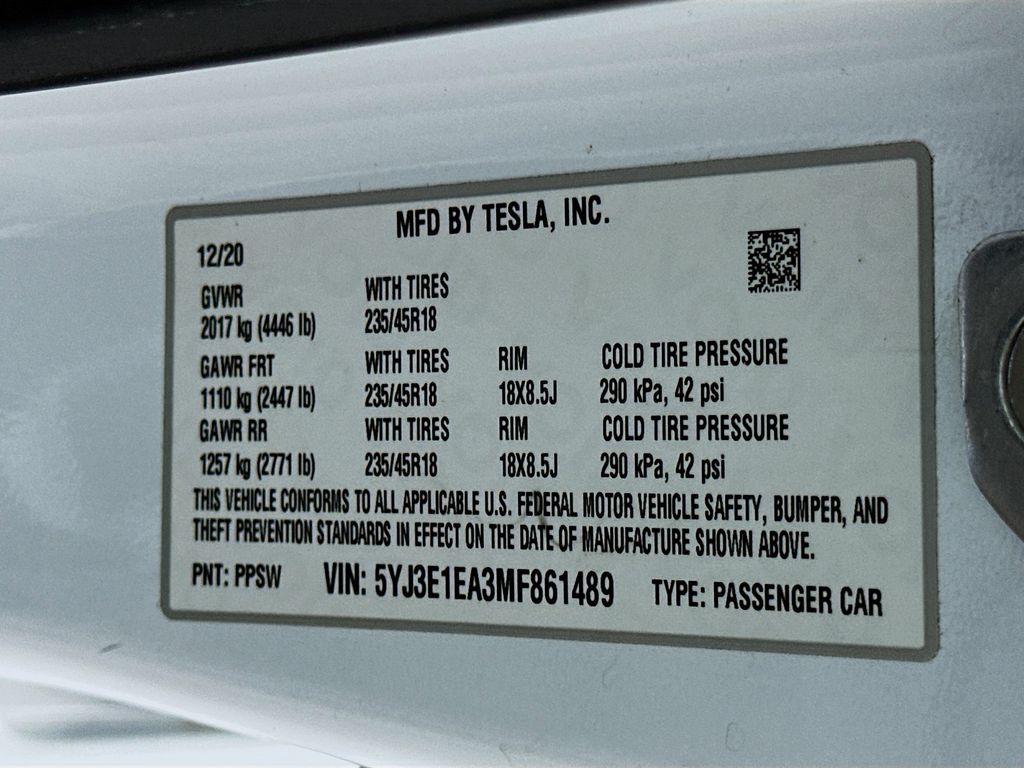 MFD BY TESLA, INC.
12/20
GVWR WITH TIRES
2017 kg (4446 lb) 235/45R18
GAWR FRT WITH TIRES RIM COLD TIRE PRESSURE
1110 kg (2447 lb) 235/45R18 18X8.5J 290 kPa, 42 psi
GAWR RR WITH TIRES RIM COLD TIRE PRESSURE
1257 kg (2771 lb) 235/45R18 18X8.5J 290 kPa, 42 psi
THIS VEHICLE CONFORMS TO ALL APPLICABLE U.S. FEDERAL MOTOR VEHICLE SAFETY, BUMPER, AND
THEFT PREVENTION STANDARDS IN EFFECT ON THE DATE OF MANUFACTURE SHOWN ABOVE.
PNT: PPSW VIN: 5YJ3E1EA3MF861489 TYPE: PASSENGER CAR